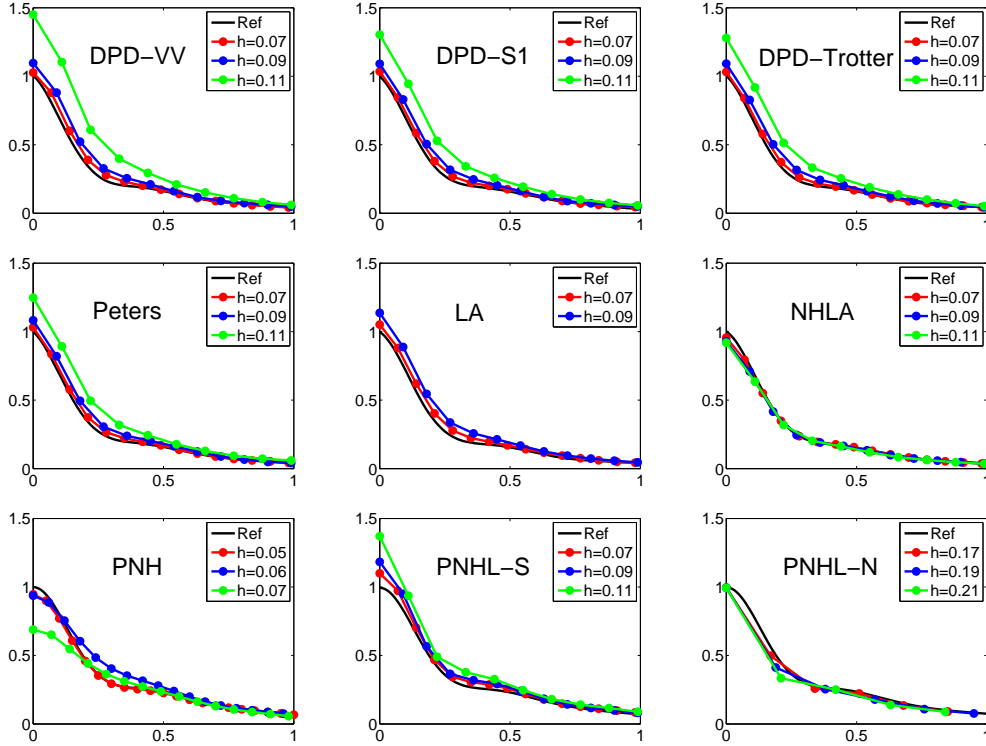 1.5
1
0.5
0
0
0.5
1
DPD−VV
Ref
h=0.07
h=0.09
h=0.11
1.5
1
0.5
0
0
0.5
1
DPD−S1
Ref
h=0.07
h=0.09
h=0.11
1.5
1
0.5
0
0
0.5
1
DPD−Trotter
Ref
h=0.07
h=0.09
h=0.11
1.5
1
0.5
0
0
0.5
1
Peters
Ref
h=0.07
h=0.09
h=0.11
1.5
1
0.5
0
0
0.5
1
LA
Ref
h=0.07
h=0.09
1.5
1
0.5
0
0
0.5
1
NHLA
Ref
h=0.07
h=0.09
h=0.11
1.5
1
0.5
0
0
0.5
1
PNH
Ref
h=0.05
h=0.06
h=0.07
1.5
1
0.5
0
0
0.5
1
PNHL−S
Ref
h=0.07
h=0.09
h=0.11
1.5
1
0.5
0
0
0.5
1
PNHL−N
Ref
h=0.17
h=0.19
h=0.21